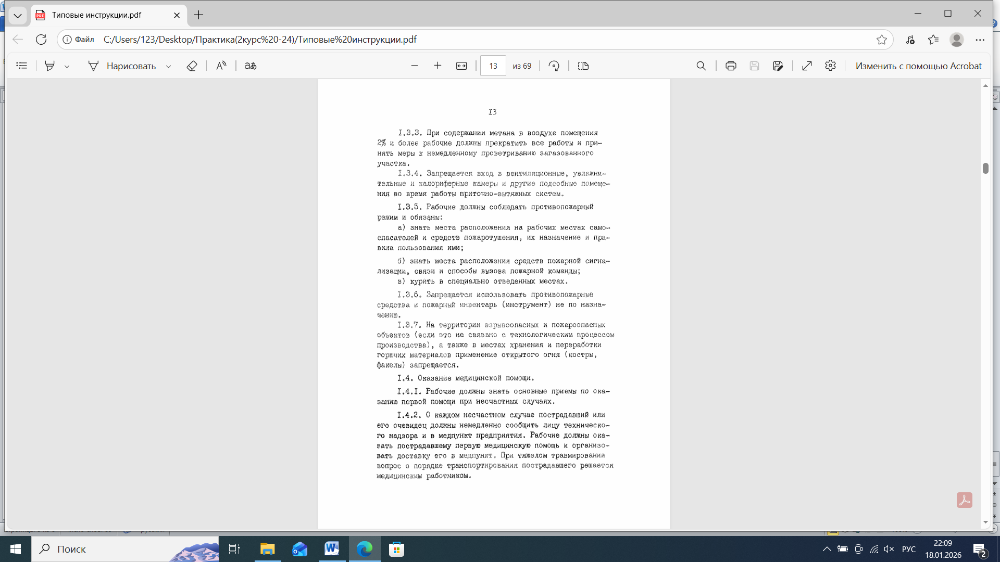 Типовые инструкции.pdf
Файл C:/Users/123/Desktop/Практика(2курс%20-24)/Типовые%20инструкции.pdf
Нарисовать
aあ
13 из 69
Изменить с помощью Acrobat
I3
I.3.3. При содержании метана в воздухе помещения
2% и более рабочие должны прекратить все работы и при-
нять меры к немедленному проветриванию загазованного
участка.
I.3.4. Запрещается вход в вентиляционные, увлажни-
тельные и калориферные камеры и другие подсобные помеще-
ния во время работы приточно-вытяжных систем.
I.3.5. Рабочие должны соблюдать противопожарный
режим и обязаны:
а) знать места расположения на рабочих местах само-
спасателей и средств пожаротушения, их назначение и пра-
вила пользования ими;
б) знать места расположения средств пожарной сигна-
лизации, связи и способы вызова пожарной команды;
в) курить в специально отведенных местах.
I.3.6. Запрещается использовать противопожарные
средства и пожарный инвентарь (инструмент) не по назна-
чению.
I.3.7. На территории взрывоопасных и пожароопасных
объектов (если это не связано с технологическим процессом
производства), а также в местах хранения и переработки
горючих материалов применение открытого огня (костры,
факелы) запрещается.
I.4. Оказание медицинской помощи.
I.4.I. Рабочие должны знать основные приемы по ока-
занию первой помощи при несчастных случаях.
I.4.2. О каждом несчастном случае пострадавший или
его очевидец должны немедленно сообщить лицу техническо-
го надзора и в медпункт предприятия. Рабочие должны ока-
зать пострадавшему первую медицинскую помощь и организо-
вать доставку его в медпункт. При тяжелом травмировании
вопрос о порядке транспортирования пострадавшего решается
медицинским работником.
Поиск
РУС
22:09
18.01.2026
2